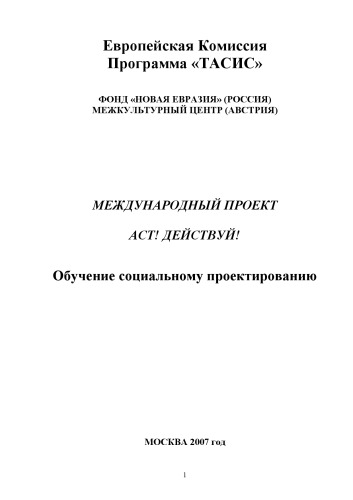 Европейская Комиссия
Программа «ТАСИС»
ФОНД «НОВАЯ ЕВРАЗИЯ» (РОССИЯ)
МЕЖКУЛЬТУРНЫЙ ЦЕНТР (АВСТРИЯ)
МЕЖДУНАРОДНЫЙ ПРОЕКТ
АСТ! ДЕЙСТВУЙ!
Обучение социальному проектированию
МОСКВА 2007 год
1